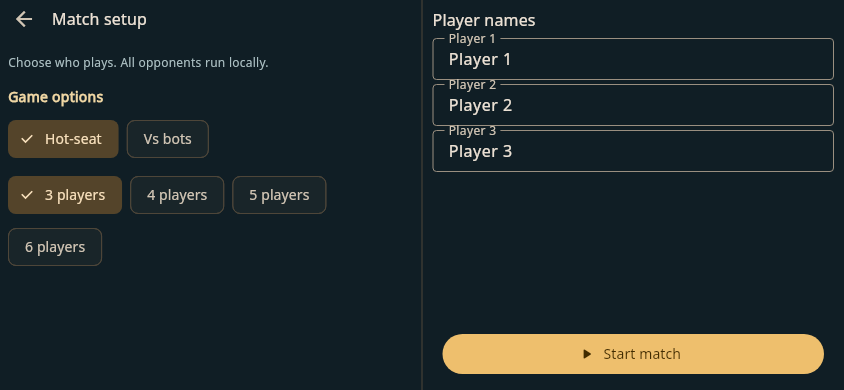 Match setup
Choose who plays. All opponents run locally.
Game options
Hot-seat
Vs bots
3 players
4 players
5 players
6 players
Player names
Player 1
Player 1
Player 2
Player 2
Player 3
Player 3
Start match